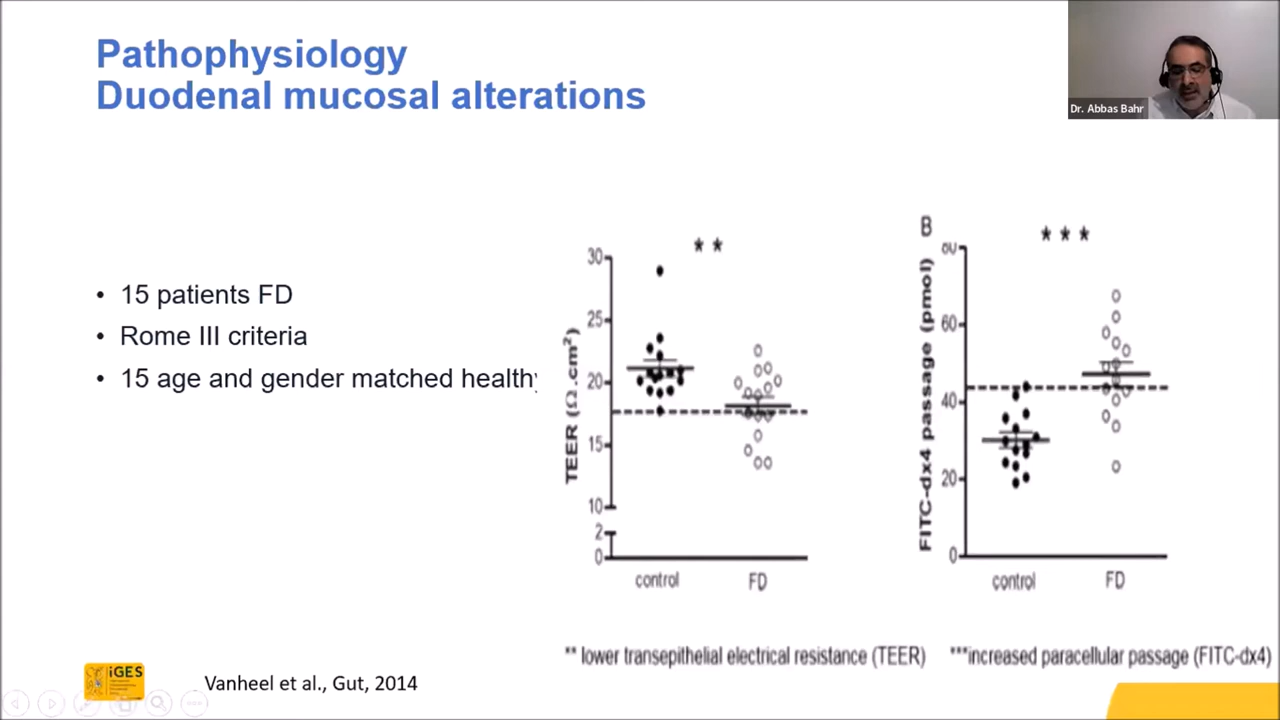 Pathophysiology
Duodenal mucosal alterations
Dr. Abbas Bahr
• 15 patients FD
• Rome III criteria
• 15 age and gender matched healthy
**
30
25
20
15
10
2
0
TEER (Ω.cm²)
control
FD
B
***
80
60
40
20
0
FITC-dx4 passage (pmol)
control
FD
** lower transepithelial electrical resistance (TEER)
***increased paracellular passage (FITC-dx4)
iGES
Vanheel et al., Gut, 2014